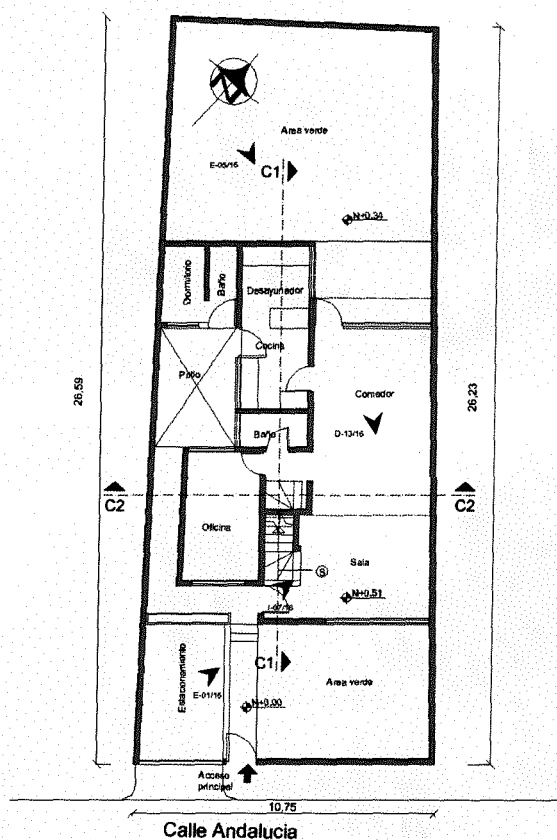 Area verde
E-05/16
C1
N+0.34
Dormitorio
Baño
Desayunador
Cocina
Patio
Comedor
26,59
26,23
D-13/16
Baño
C2
C2
Oficina
Sala
S
N+0.51
I-07/16
Estacionamiento
C1
E-01/16
Area verde
N+0.00
Acceso
principal
10,75
Calle Andalucia